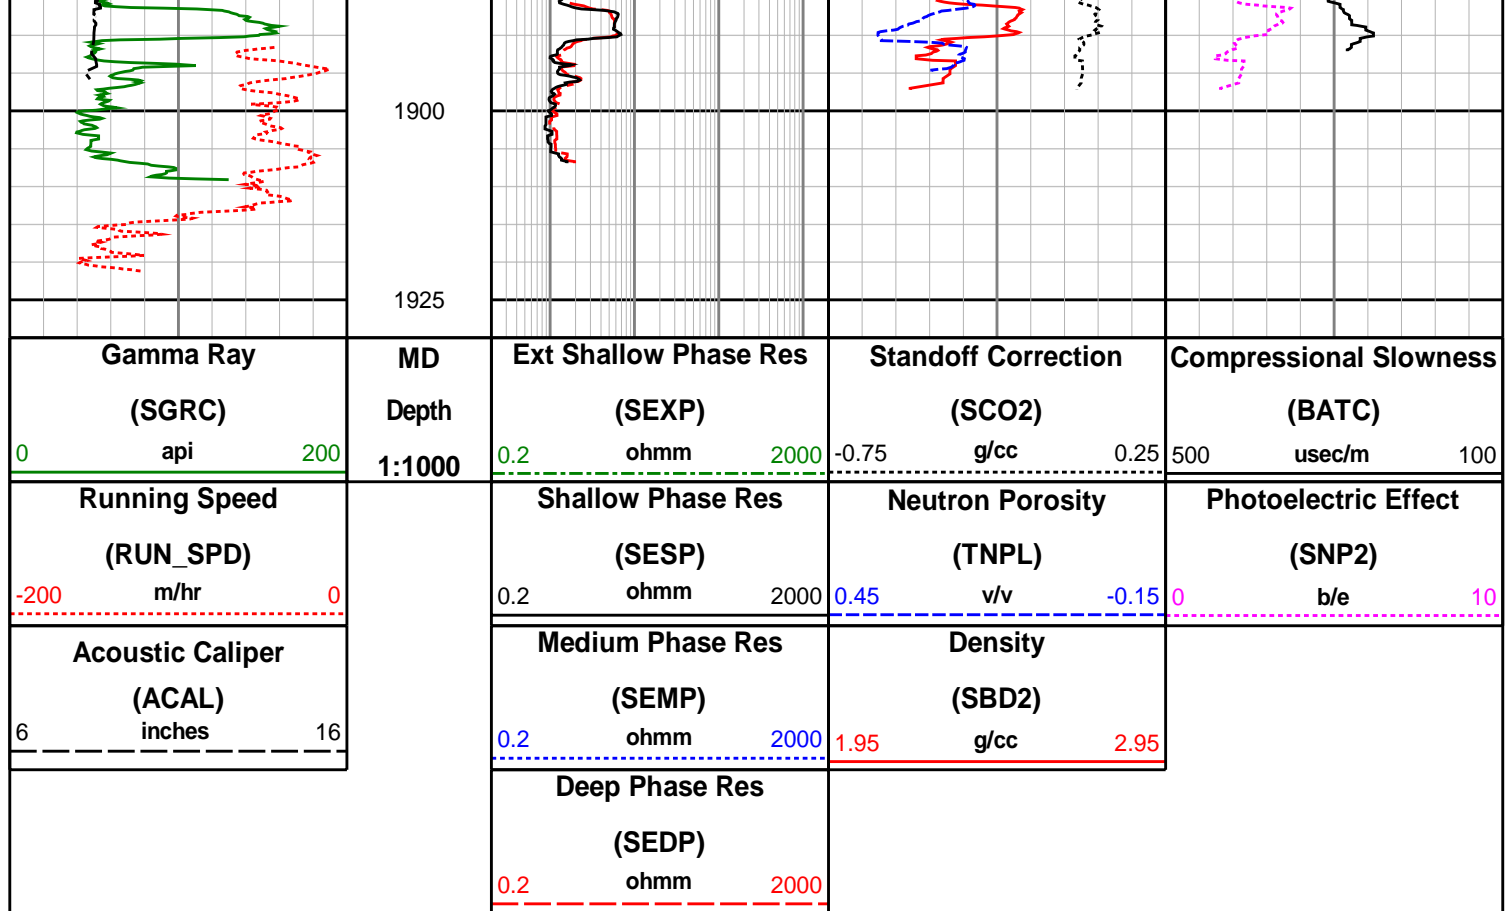 1900
1925
Gamma Ray
(SGRC)
0 api 200
Running Speed
(RUN_SPD)
-200 m/hr 0
Acoustic Caliper
(ACAL)
6 inches 16
MD
Depth
1:1000
Ext Shallow Phase Res
(SEXP)
0.2 ohmm 2000
Shallow Phase Res
(SESP)
0.2 ohmm 2000
Medium Phase Res
(SEMP)
0.2 ohmm 2000
Deep Phase Res
(SEDP)
0.2 ohmm 2000
Standoff Correction
(SCO2)
-0.75 g/cc 0.25
Neutron Porosity
(TNPL)
0.45 v/v -0.15
Density
(SBD2)
1.95 g/cc 2.95
Compressional Slowness
(BATC)
500 usec/m 100
Photoelectric Effect
(SNP2)
0 b/e 10